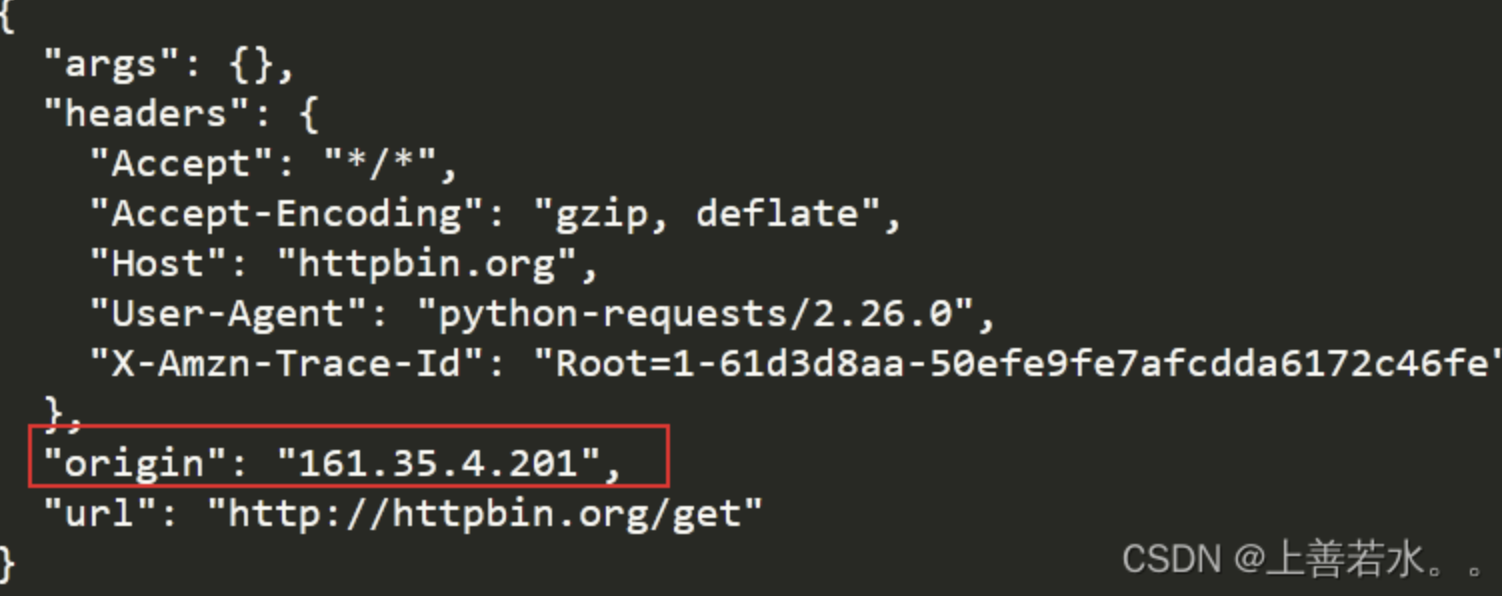 {
  "args": {},
  "headers": {
    "Accept": "*/*",
    "Accept-Encoding": "gzip, deflate",
    "Host": "httpbin.org",
    "User-Agent": "python-requests/2.26.0",
    "X-Amzn-Trace-Id": "Root=1-61d3d8aa-50efe9fe7afcdda6172c46fe"
  },
  "origin": "161.35.4.201",
  "url": "http://httpbin.org/get"
}
CSDN @上善若水。。